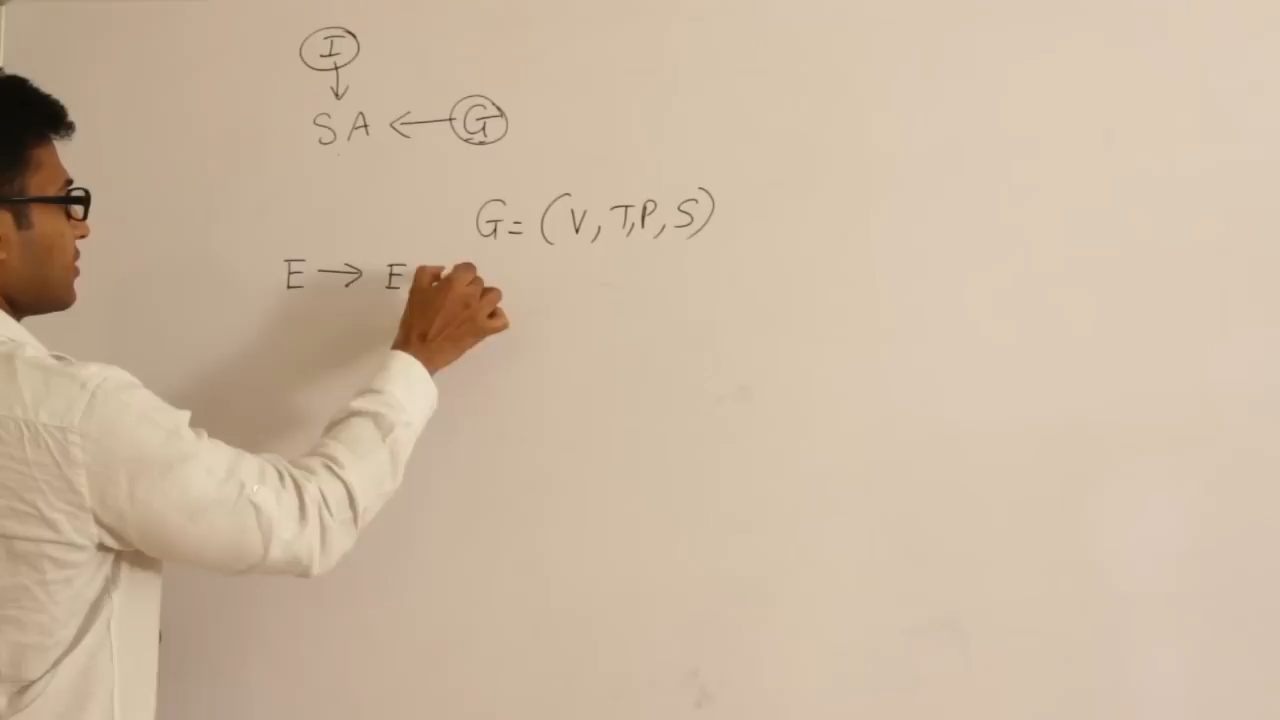 I
↓
SA ← G
G = (V, T, P, S)
E → E